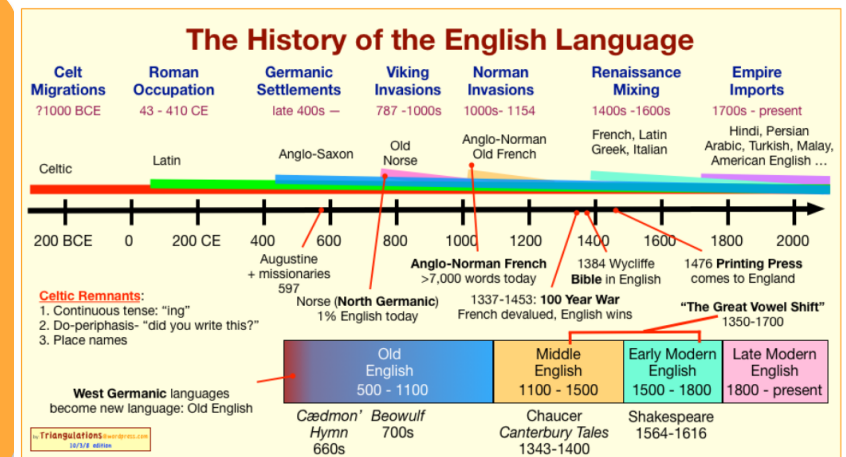 The History of the English Language
Celt
Migrations
?1000 BCE
Roman
Occupation
43 - 410 CE
Germanic
Settlements
late 400s —
Viking
Invasions
787 -1000s
Norman
Invasions
1000s- 1154
Renaissance
Mixing
1400s -1600s
Empire
Imports
1700s - present
Celtic
Latin
Anglo-Saxon
Old
Norse
Anglo-Norman
Old French
French, Latin
Greek, Italian
Hindi, Persian
Arabic, Turkish, Malay,
American English ...
200 BCE
0
200 CE
400
600
800
1000
1200
1400
1600
1800
2000
Augustine
+ missionaries
597
Norse (North Germanic)
1% English today
Anglo-Norman French
>7,000 words today
1337-1453: 100 Year War
French devalued, English wins
1384 Wycliffe
Bible in English
1476 Printing Press
comes to England
"The Great Vowel Shift"
1350-1700
Celtic Remnants:
1. Continuous tense: "ing"
2. Do-periphasis- "did you write this?"
3. Place names
West Germanic languages
become new language: Old English
Old
English
500 - 1100
Middle
English
1100 - 1500
Early Modern
English
1500 - 1800
Late Modern
English
1800 - present
Cædmon'
Hymn
660s
Beowulf
700s
Chaucer
Canterbury Tales
1343-1400
Shakespeare
1564-1616
by Triangulations@wordpress.com
10/3/8 edition